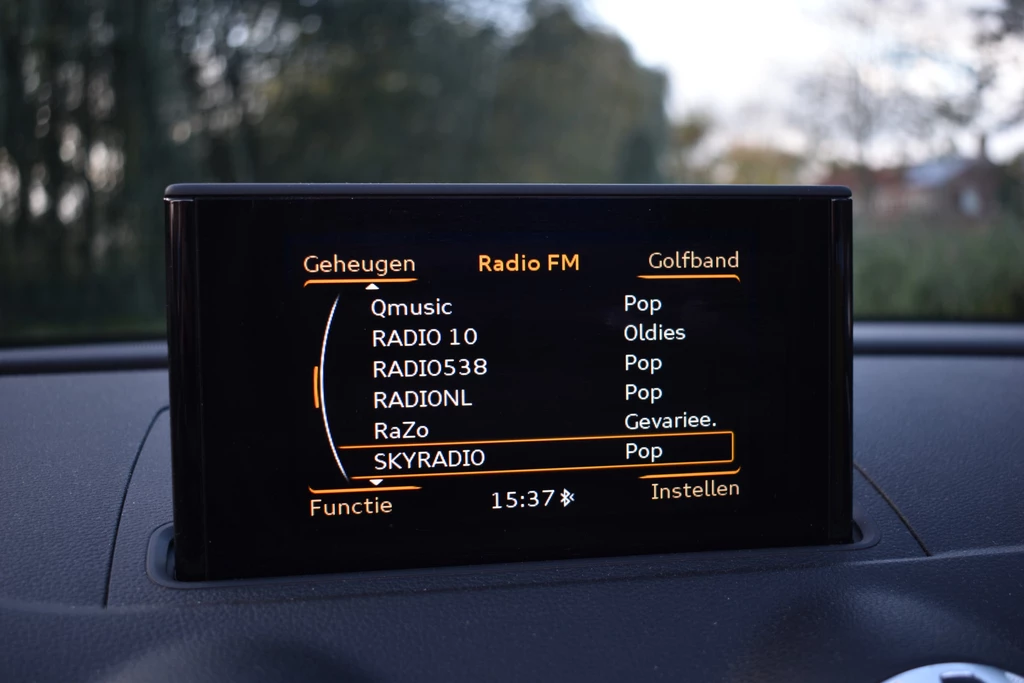 Geheugen Radio FM Golfband
Qmusic Pop
RADIO 10 Oldies
RADIO538 Pop
RADIONL Pop
RaZo Gevariee.
SKYRADIO Pop
Functie 15:37 Instellen